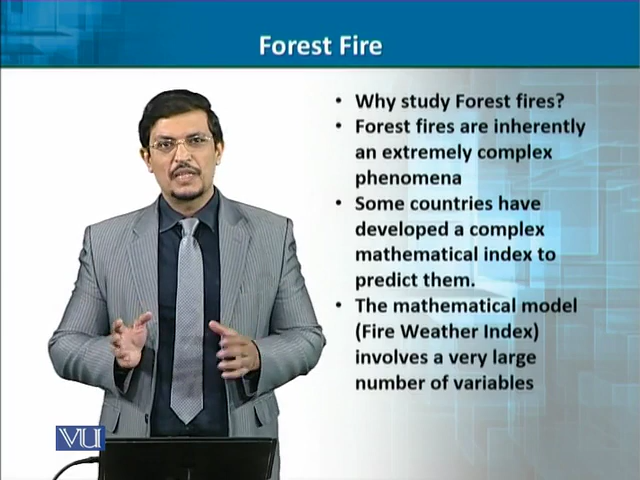 Forest Fire
• Why study Forest fires?
• Forest fires are inherently
an extremely complex
phenomena
• Some countries have
developed a complex
mathematical index to
predict them.
• The mathematical model
(Fire Weather Index)
involves a very large
number of variables
VU